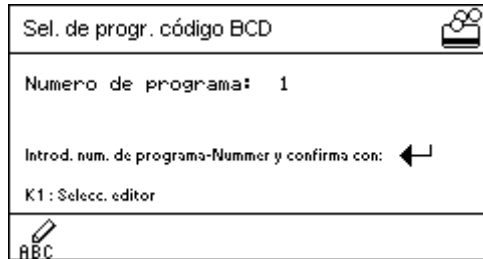 Sel. de progr. código BCD
Numero de programa: 1
Introd. num. de programa-Nummer y confirma con:
K1 : Selecc. editor
ABC